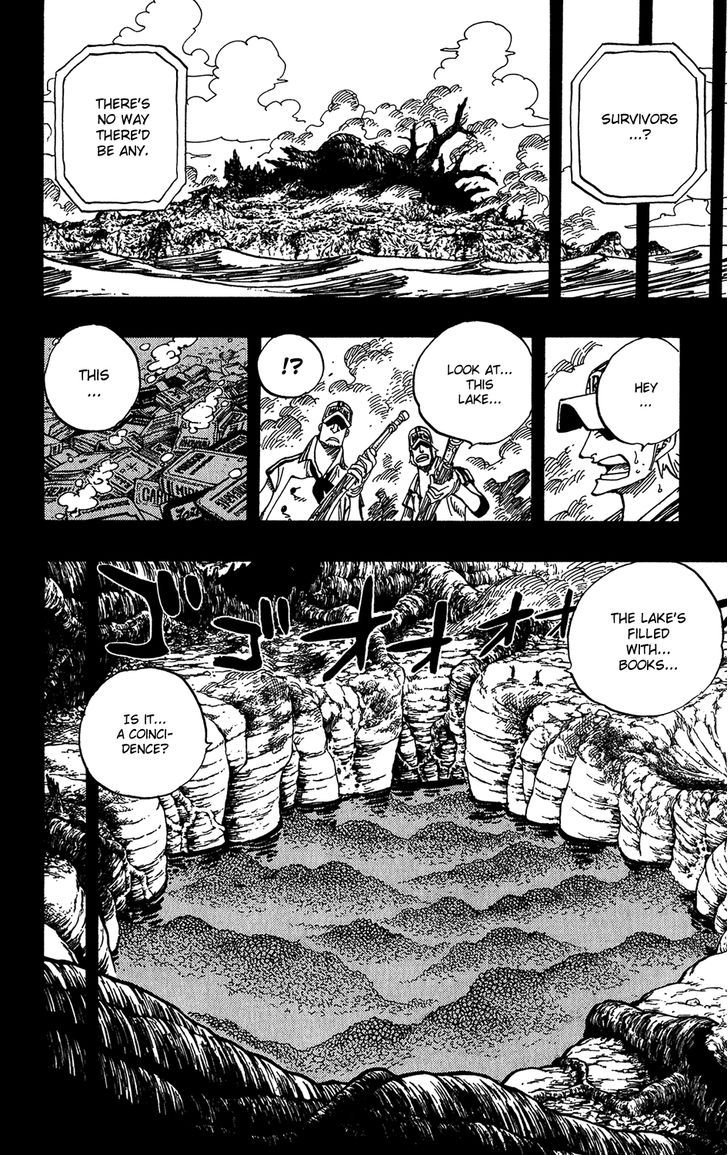 SURVIVORS
...?
THERE'S
NO WAY
THERE'D
BE ANY.
HEY
...
LOOK AT...
THIS
LAKE...
!?
THIS
...
THE LAKE'S
FILLED
WITH...
BOOKS...
ゴゴオオオ
IS IT...
A COINCI-
DENCE?